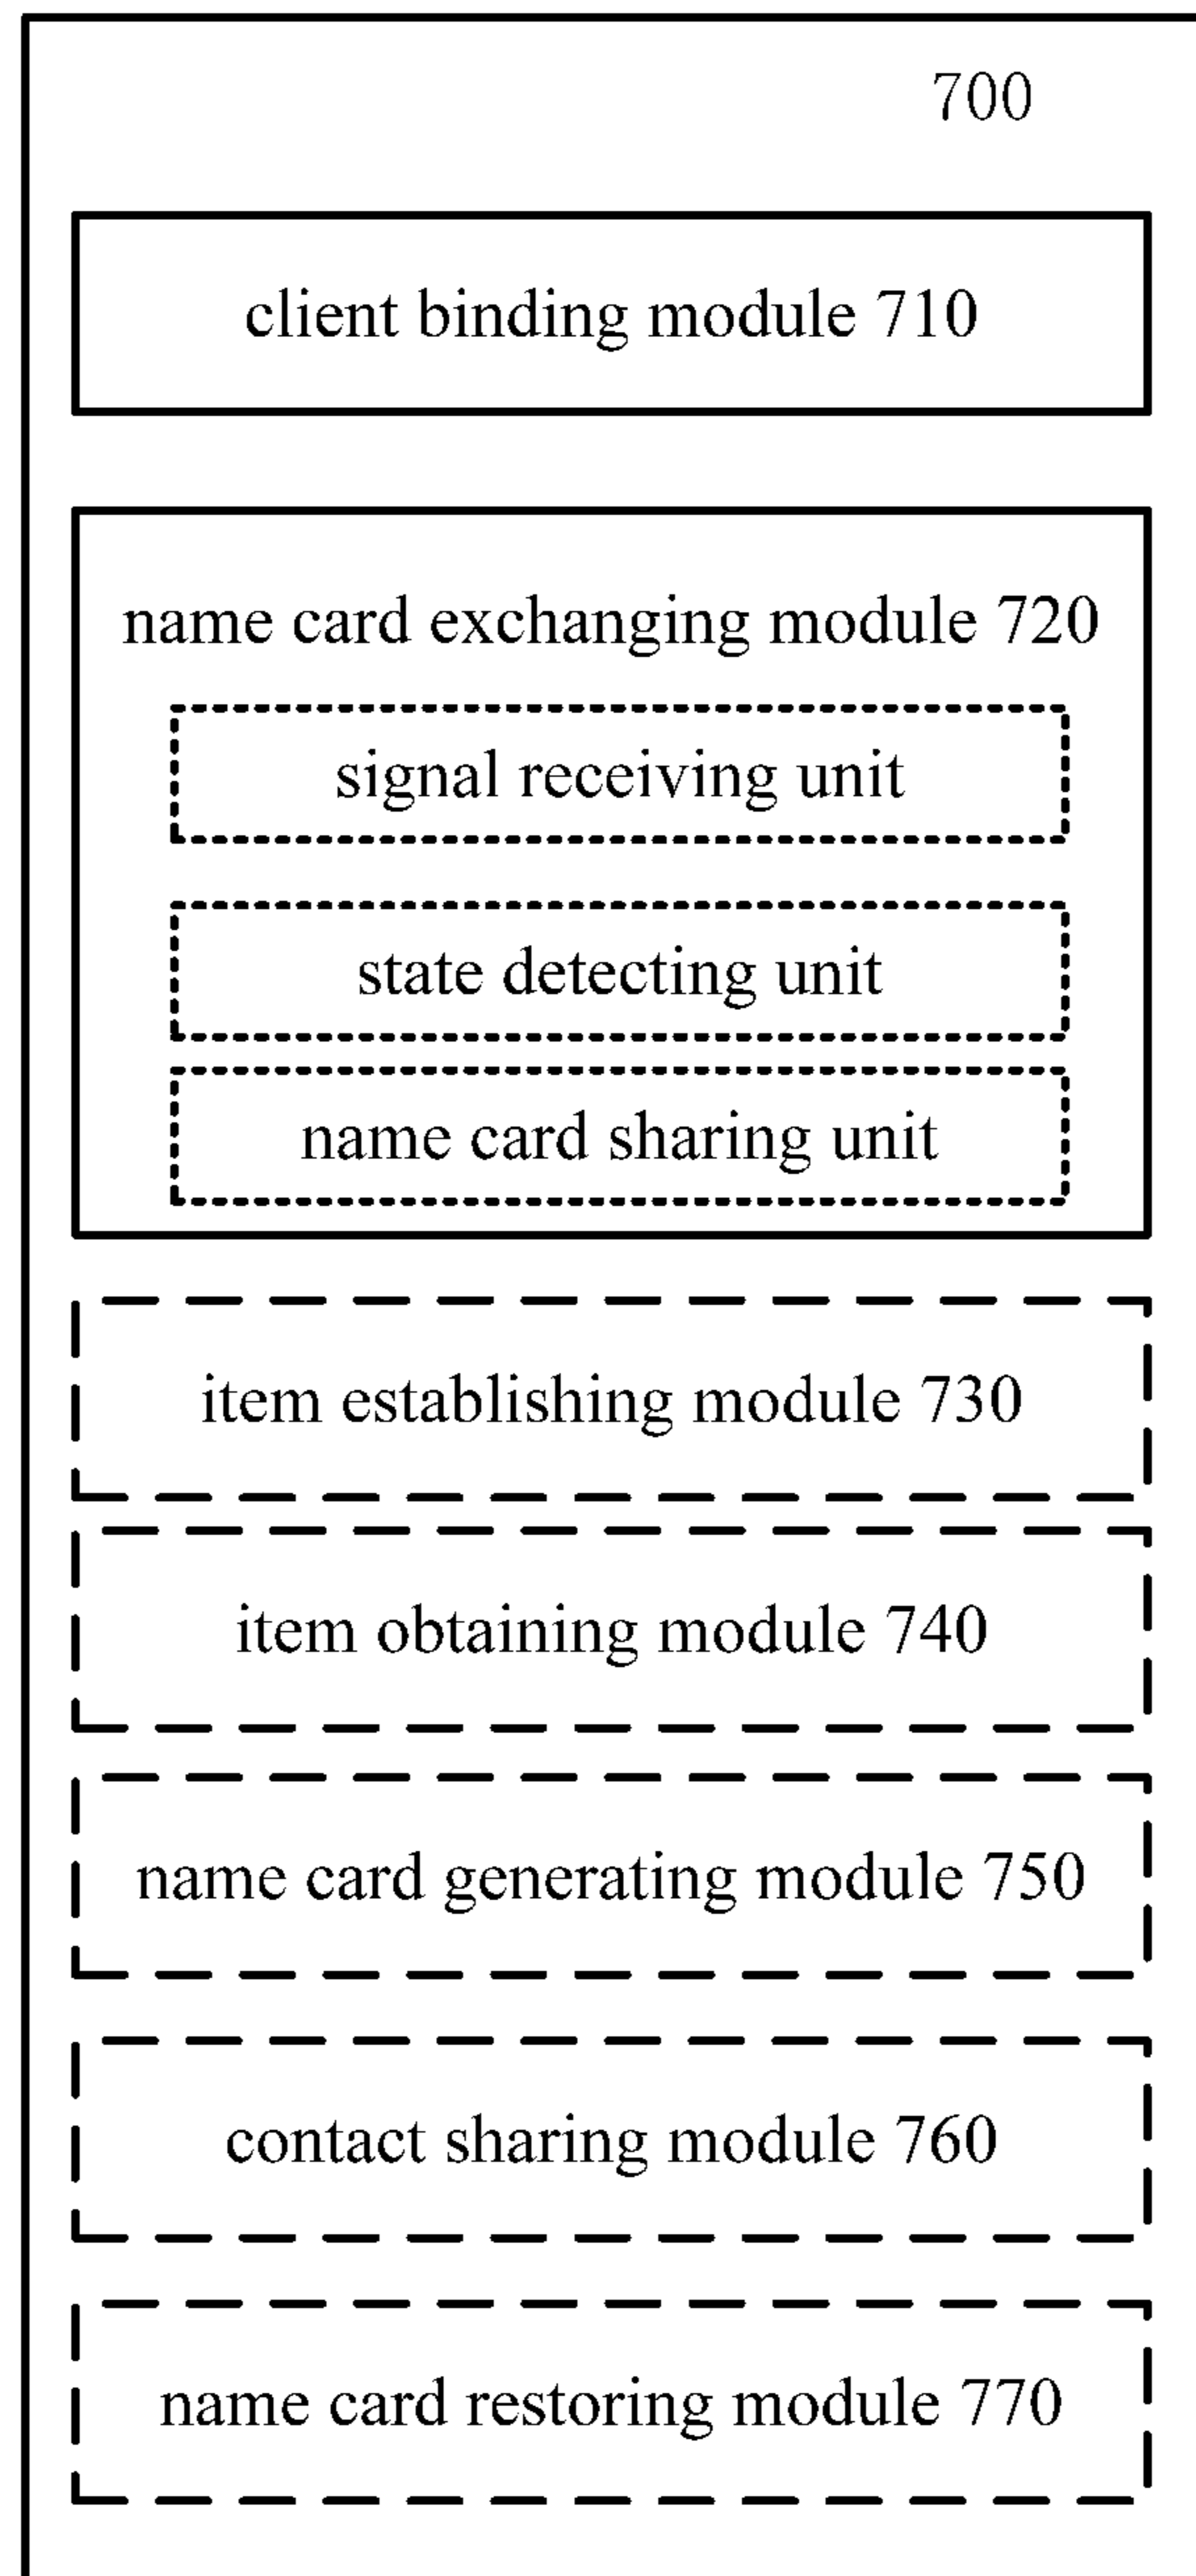 700
client binding module 710
name card exchanging module 720
signal receiving unit
state detecting unit
name card sharing unit
item establishing module 730
item obtaining module 740
name card generating module 750
contact sharing module 760
name card restoring module 770